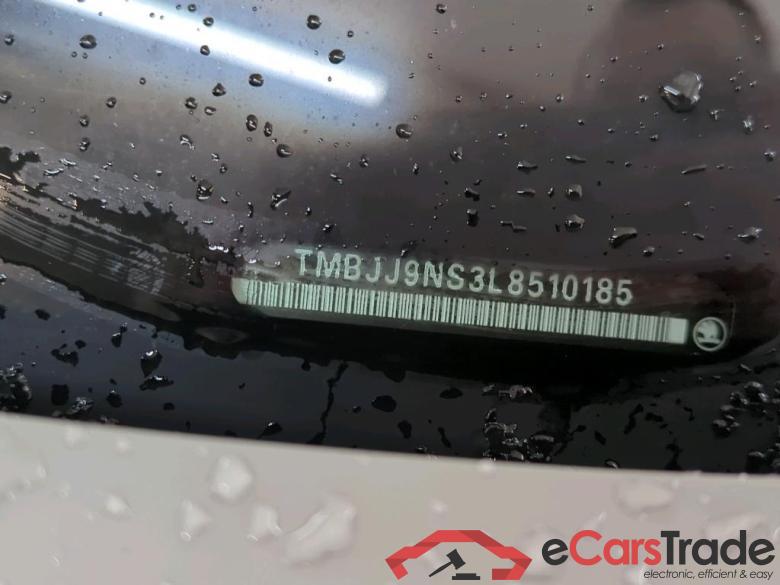 TMBJJ9NS3L8510185
eCarsTrade
electronic, efficient & easy